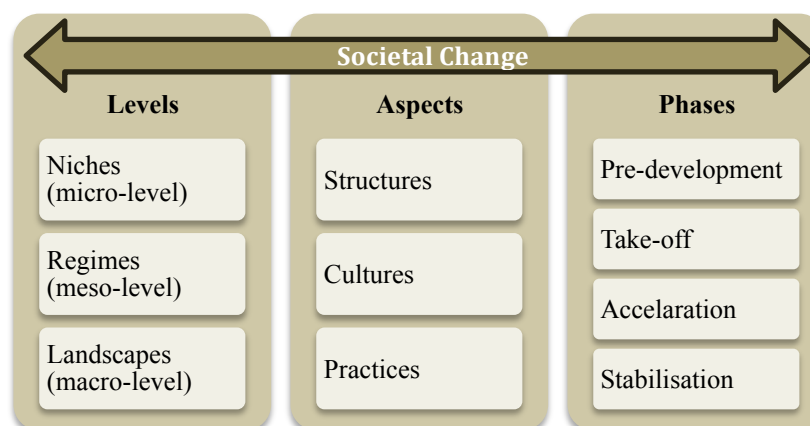 Societal Change
Levels
Niches
(micro-level)
Regimes
(meso-level)
Landscapes
(macro-level)
Aspects
Structures
Cultures
Practices
Phases
Pre-development
Take-off
Accelaration
Stabilisation